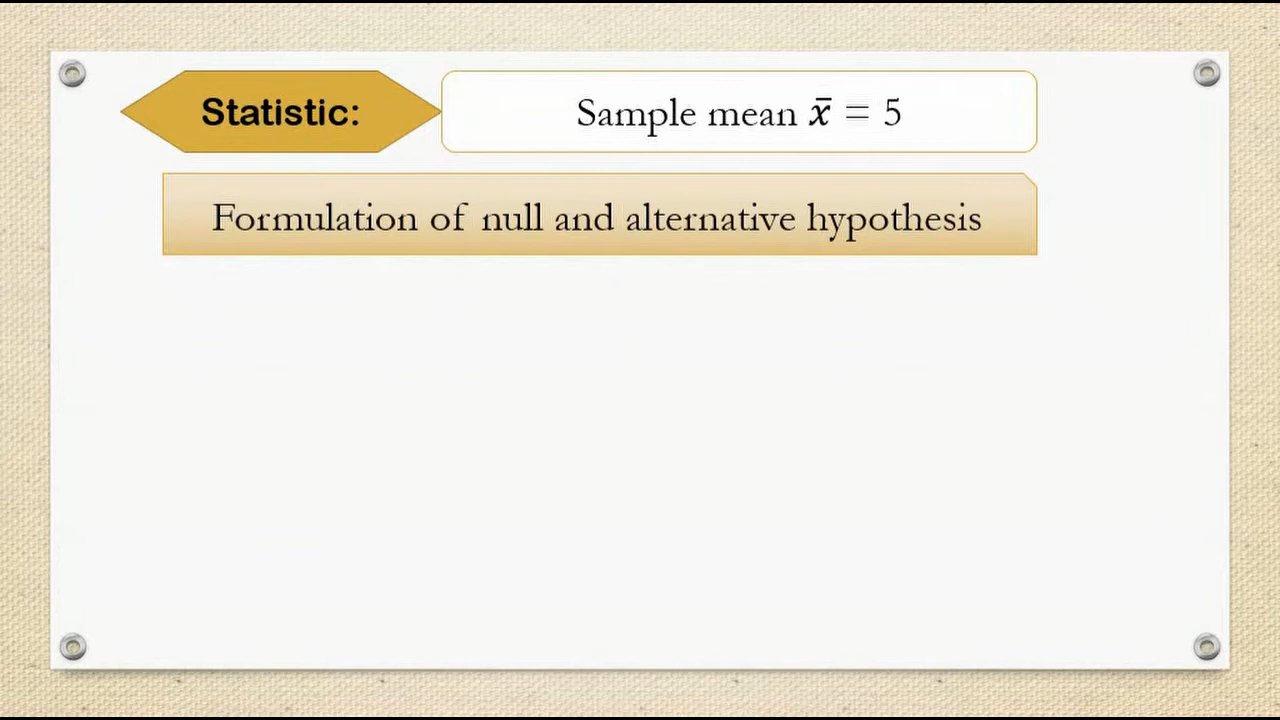 Statistic:
Sample mean x̄ = 5
Formulation of null and alternative hypothesis